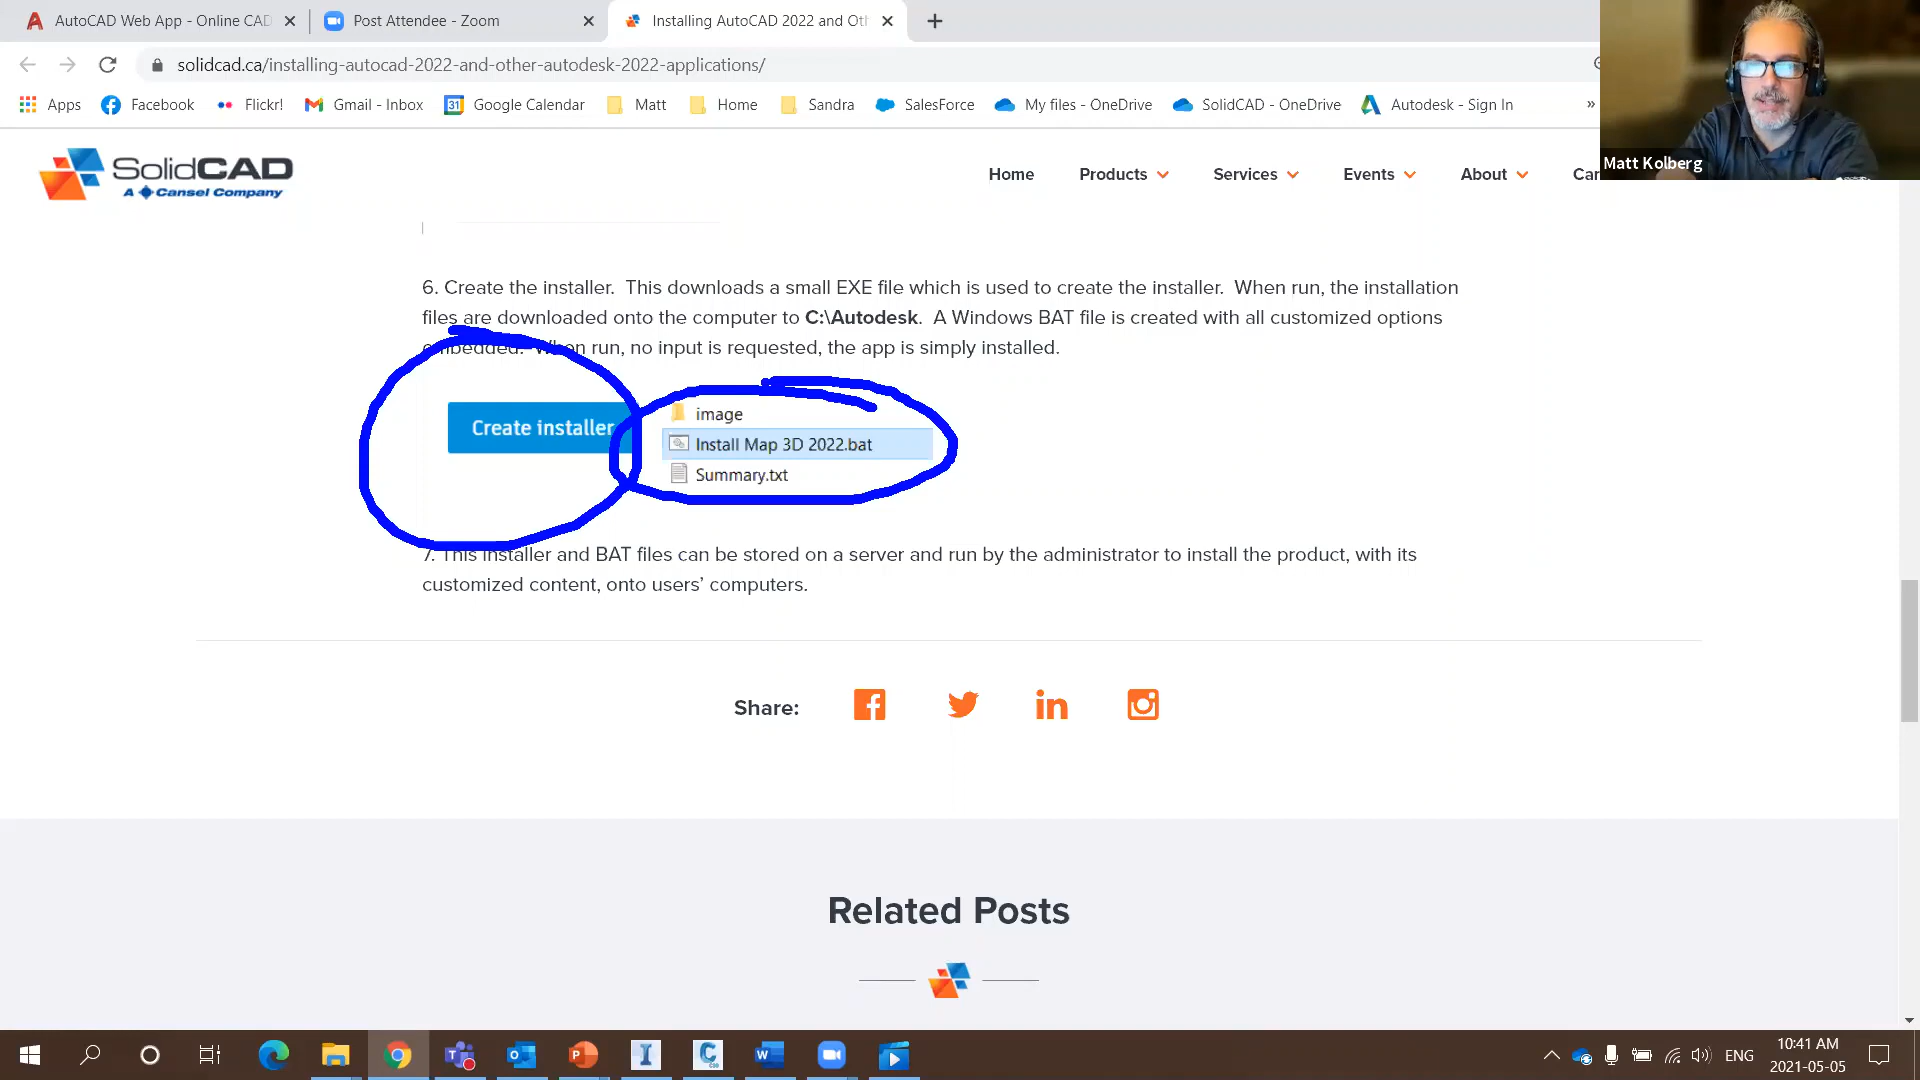 AutoCAD Web App - Online CAD
Post Attendee - Zoom
Installing AutoCAD 2022 and Oth
solidcad.ca/installing-autocad-2022-and-other-autodesk-2022-applications/
Apps
Facebook
Flickr!
Gmail - Inbox
31
Google Calendar
Matt
Home
Sandra
SalesForce
My files - OneDrive
SolidCAD - OneDrive
Autodesk - Sign In
»
Matt Kolberg
SolidCAD
A Cansel Company
Home
Products
Services
Events
About
Car
6. Create the installer. This downloads a small EXE file which is used to create the installer. When run, the installation
files are downloaded onto the computer to C:\Autodesk. A Windows BAT file is created with all customized options
embedded. When run, no input is requested, the app is simply installed.
Create installer
image
Install Map 3D 2022.bat
Summary.txt
7. This installer and BAT files can be stored on a server and run by the administrator to install the product, with its
customized content, onto users’ computers.
Share:
Related Posts
ENG
10:41 AM
2021-05-05